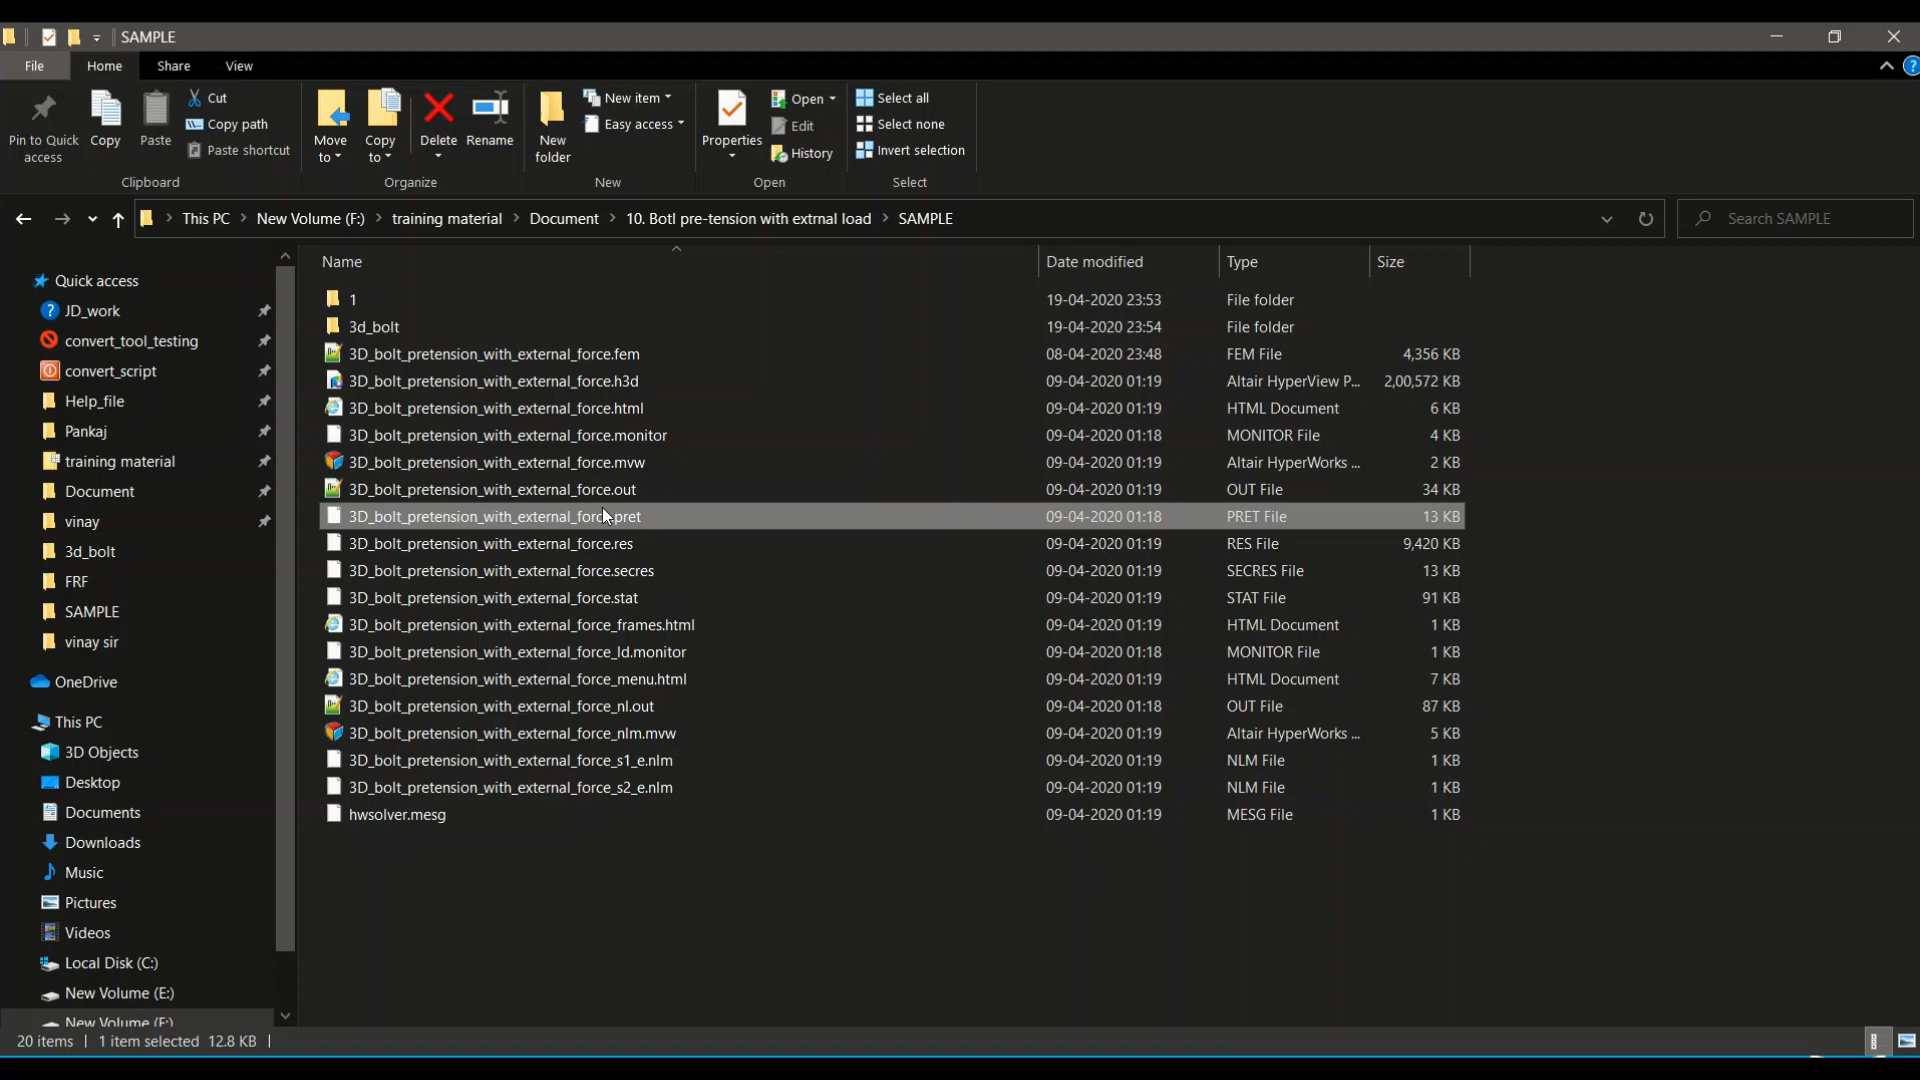 SAMPLE
File Home Share View
Pin to Quick access
Copy
Paste
Cut
Copy path
Paste shortcut
Clipboard
Move to
Copy to
Delete
Rename
Organize
New folder
New item
Easy access
New
Properties
Open
Edit
History
Open
Select all
Select none
Invert selection
Select
This PC > New Volume (F:) > training material > Document > 10. Botl pre-tension with extrnal load > SAMPLE
Search SAMPLE
Quick access
JD_work
convert_tool_testing
convert_script
Help_file
Pankaj
training material
Document
vinay
3d_bolt
FRF
SAMPLE
vinay sir
OneDrive
This PC
3D Objects
Desktop
Documents
Downloads
Music
Pictures
Videos
Local Disk (C:)
New Volume (E:)
New Volume (F:)
Name Date modified Type Size
1 19-04-2020 23:53 File folder
3d_bolt 19-04-2020 23:54 File folder
3D_bolt_pretension_with_external_force.fem 08-04-2020 23:48 FEM File 4,356 KB
3D_bolt_pretension_with_external_force.h3d 09-04-2020 01:19 Altair HyperView P... 2,00,572 KB
3D_bolt_pretension_with_external_force.html 09-04-2020 01:19 HTML Document 6 KB
3D_bolt_pretension_with_external_force.monitor 09-04-2020 01:18 MONITOR File 4 KB
3D_bolt_pretension_with_external_force.mvw 09-04-2020 01:19 Altair HyperWorks ... 2 KB
3D_bolt_pretension_with_external_force.out 09-04-2020 01:19 OUT File 34 KB
3D_bolt_pretension_with_external_force.pret 09-04-2020 01:18 PRET File 13 KB
3D_bolt_pretension_with_external_force.res 09-04-2020 01:19 RES File 9,420 KB
3D_bolt_pretension_with_external_force.secres 09-04-2020 01:19 SECRES File 13 KB
3D_bolt_pretension_with_external_force.stat 09-04-2020 01:19 STAT File 91 KB
3D_bolt_pretension_with_external_force_frames.html 09-04-2020 01:19 HTML Document 1 KB
3D_bolt_pretension_with_external_force_ld.monitor 09-04-2020 01:18 MONITOR File 1 KB
3D_bolt_pretension_with_external_force_menu.html 09-04-2020 01:19 HTML Document 7 KB
3D_bolt_pretension_with_external_force_nl.out 09-04-2020 01:18 OUT File 87 KB
3D_bolt_pretension_with_external_force_nlm.mvw 09-04-2020 01:19 Altair HyperWorks ... 5 KB
3D_bolt_pretension_with_external_force_s1_e.nlm 09-04-2020 01:19 NLM File 1 KB
3D_bolt_pretension_with_external_force_s2_e.nlm 09-04-2020 01:19 NLM File 1 KB
hwsolver.mesg 09-04-2020 01:19 MESG File 1 KB
20 items | 1 item selected 12.8 KB |